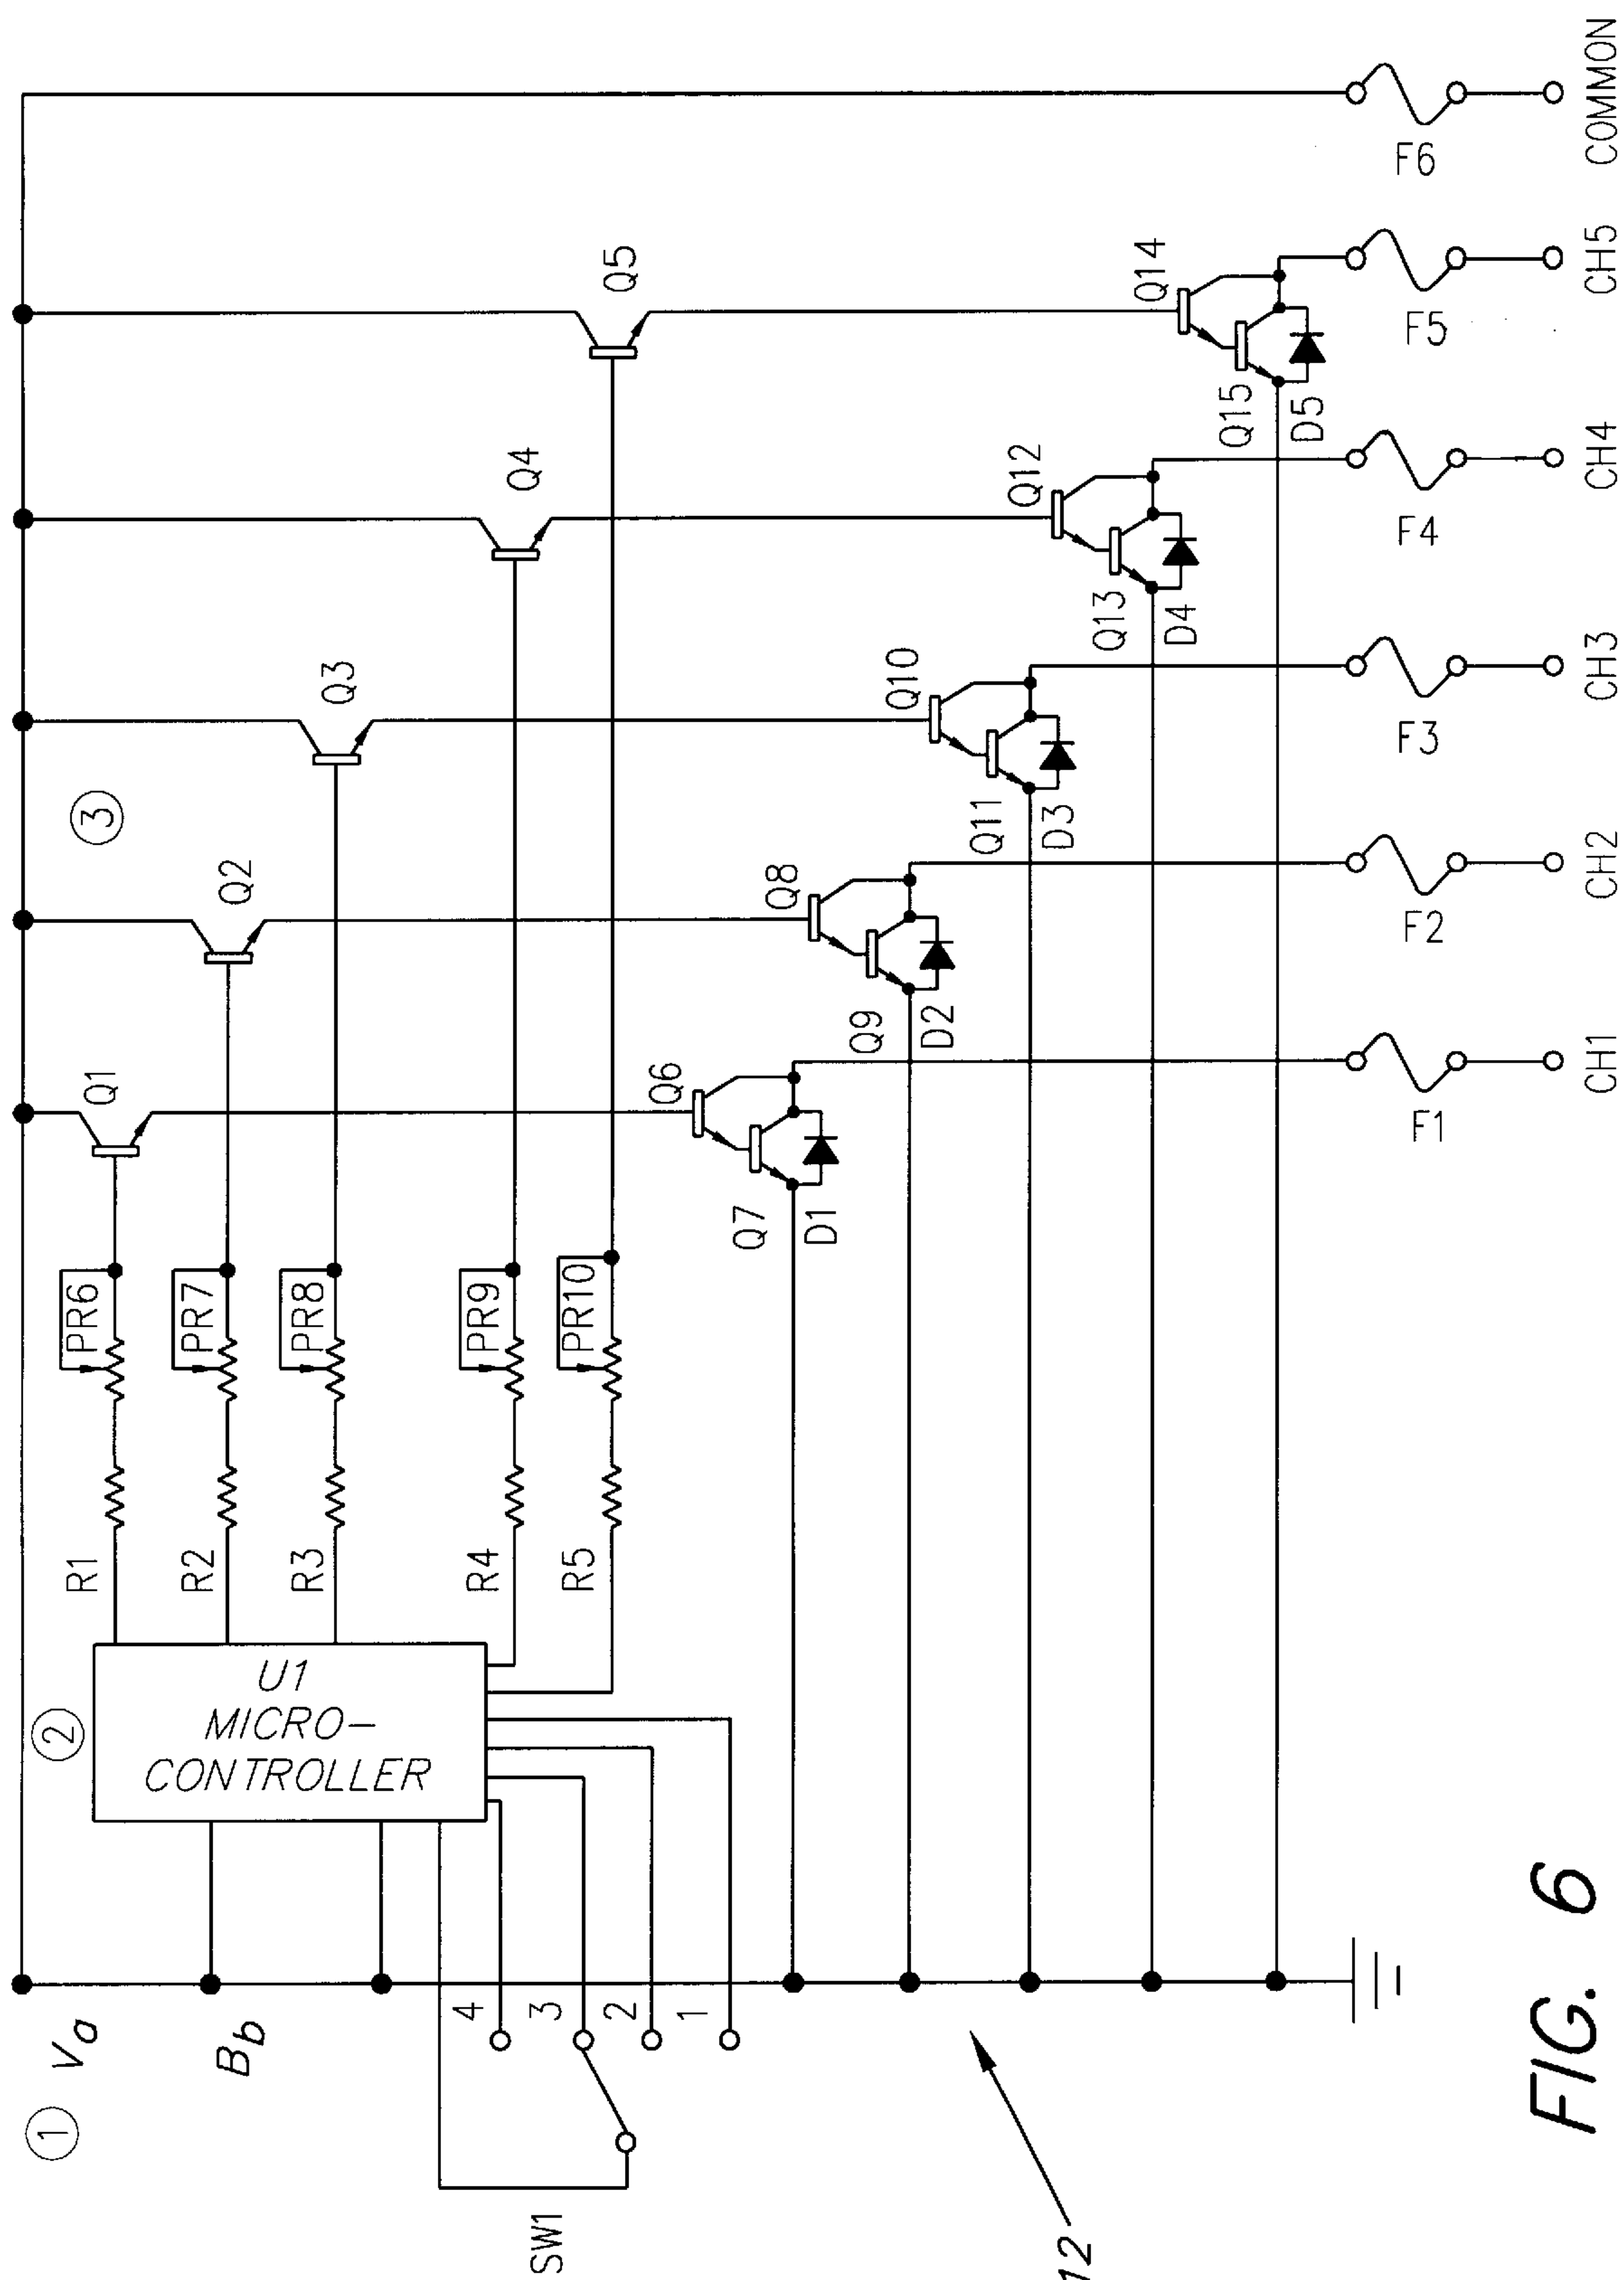 ①
Va
Bb
②
U1
MICRO-
CONTROLLER
③
R1
PR6
Q1
R2
PR7
Q2
R3
PR8
Q3
R4
PR9
Q4
R5
PR10
Q5
SW1
4
3
2
1
Q6
Q7
D1
Q8
Q9
D2
Q10
Q11
D3
Q12
Q13
D4
Q14
Q15
D5
12
F1
F2
F3
F4
F5
F6
CH1
CH2
CH3
CH4
CH5
COMMON
FIG. 6